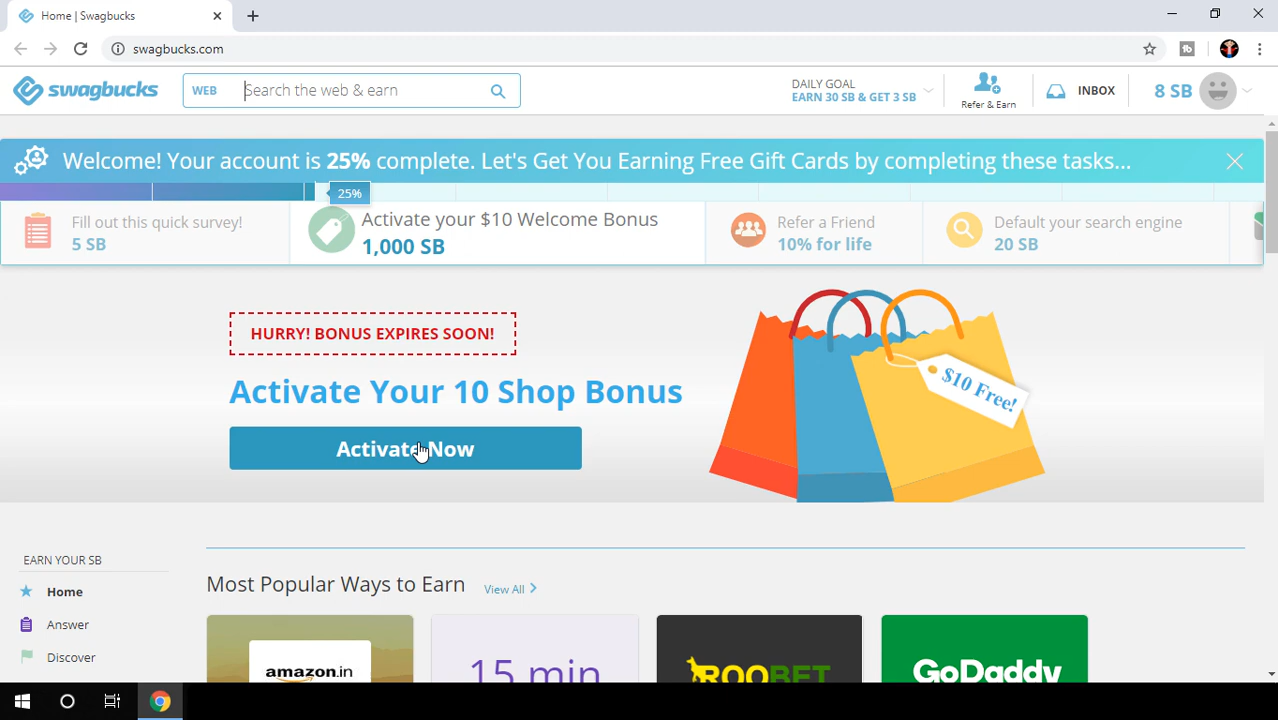 Home | Swagbucks
swagbucks.com
swagbucks
WEB
Search the web & earn
DAILY GOAL
EARN 30 SB & GET 3 SB
Refer & Earn
INBOX
8 SB
Welcome! Your account is 25% complete. Let's Get You Earning Free Gift Cards by completing these tasks...
25%
Fill out this quick survey!
5 SB
Activate your $10 Welcome Bonus
1,000 SB
Refer a Friend
10% for life
Default your search engine
20 SB
HURRY! BONUS EXPIRES SOON!
Activate Your 10 Shop Bonus
Activate Now
$10 Free!
EARN YOUR SB
Home
Answer
Discover
Most Popular Ways to Earn
View All
amazon.in
15 min
ROOBET
GoDaddy